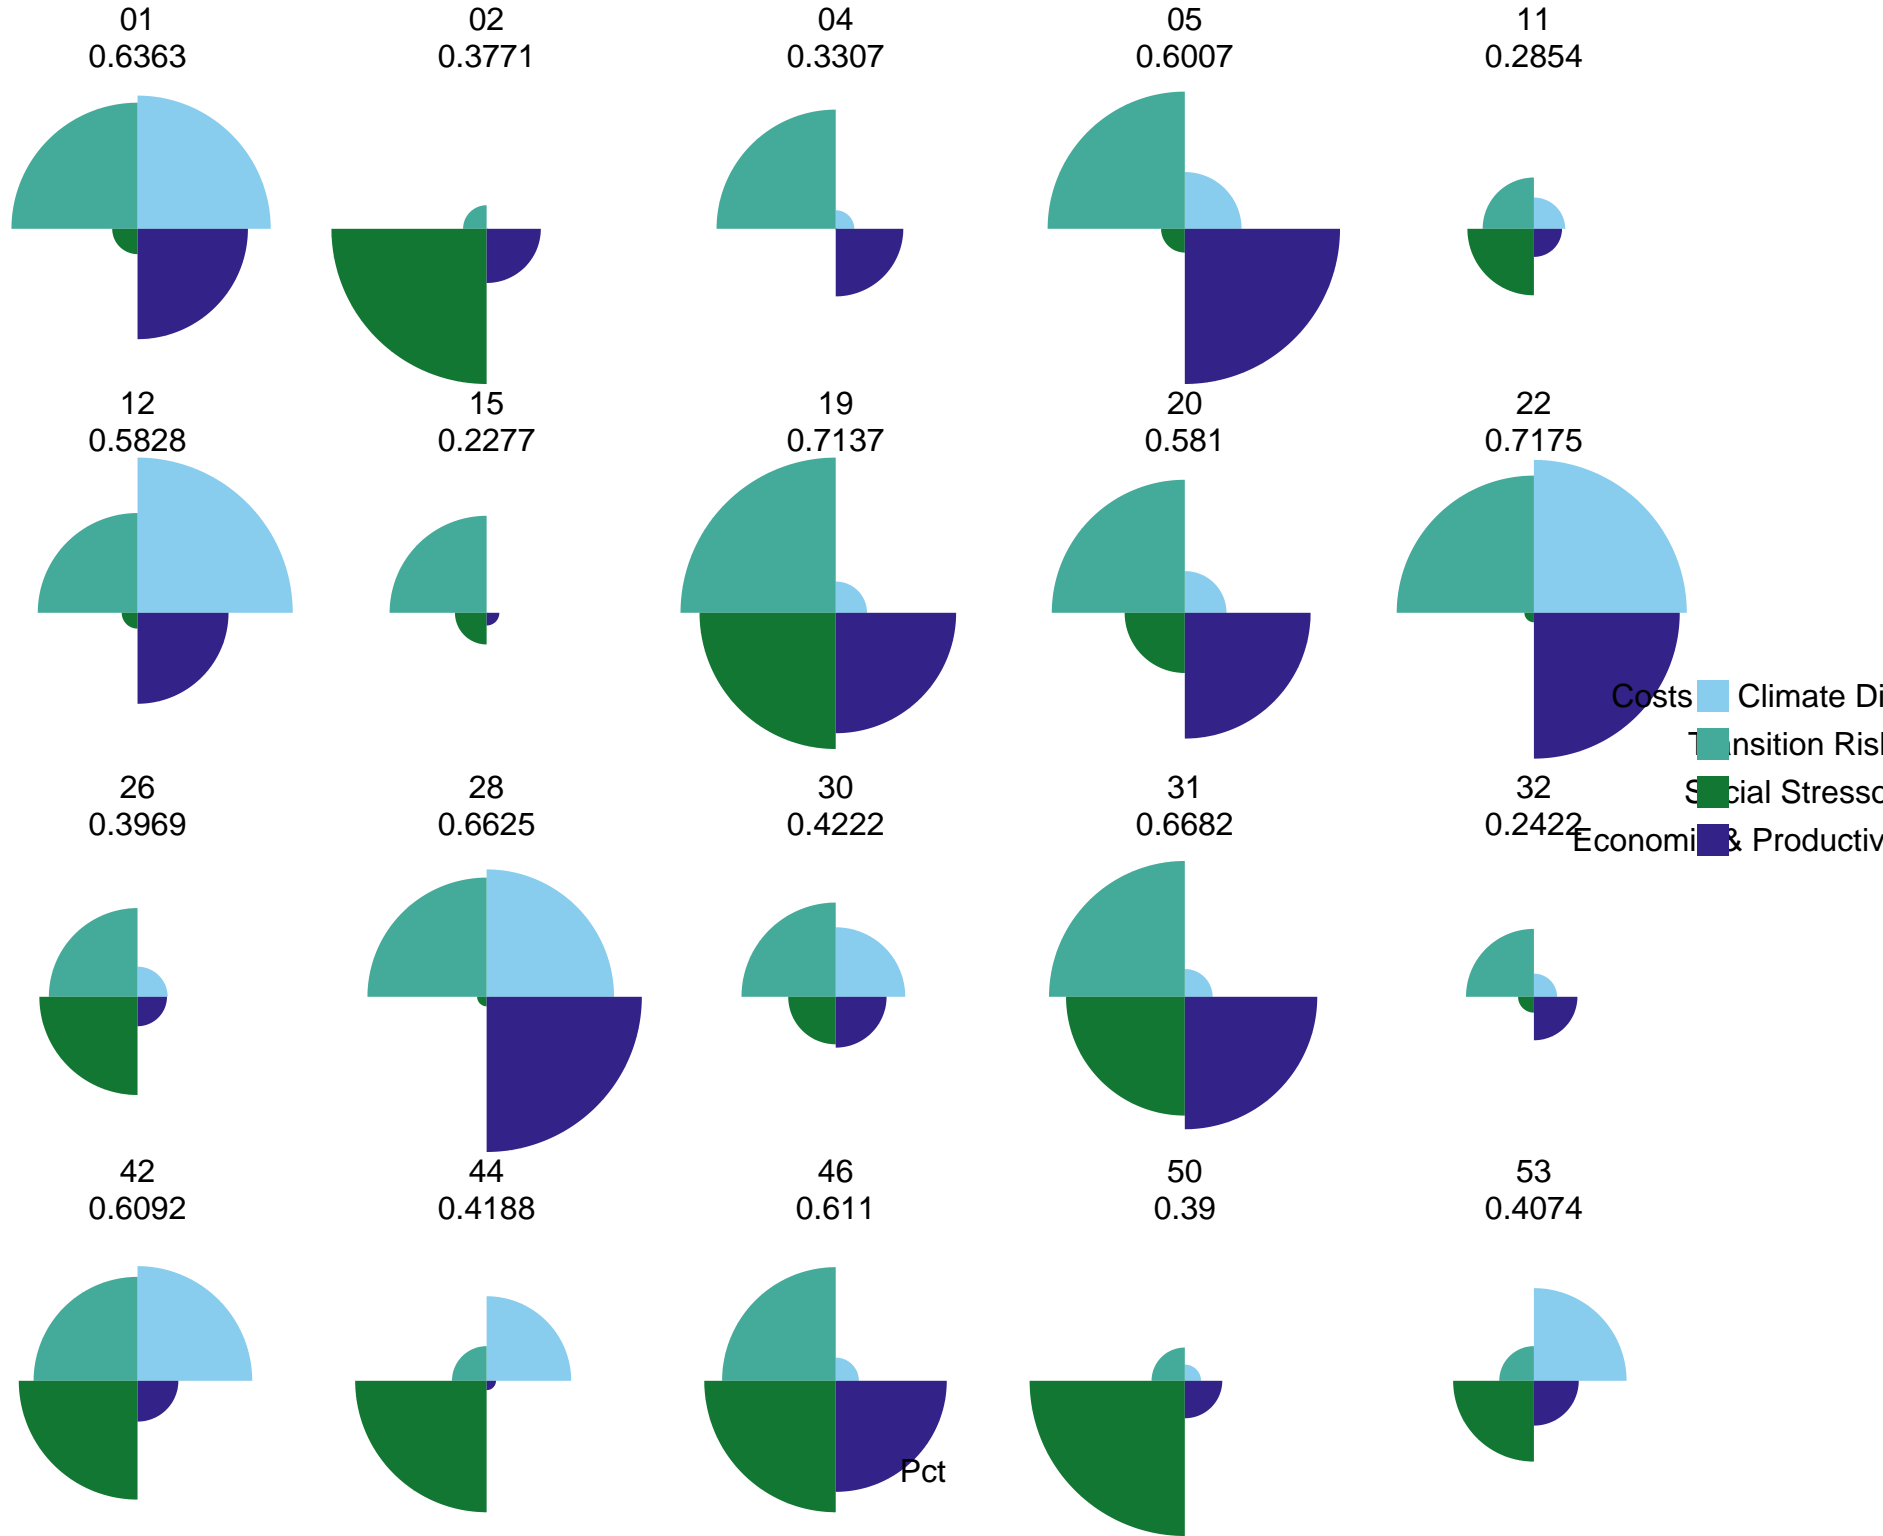 01 02 04 05 11
0.6363 0.3771 0.3307 0.6007 0.2854
12 15 19 20 22
0.5828 0.2277 0.7137 0.581 0.7175
Costs Climate Di
Transition Ris
Social Stresso
Economi & Productiv
26 28 30 31 32
0.3969 0.6625 0.4222 0.6682 0.2422
42 44 46 50 53
0.6092 0.4188 0.611 0.39 0.4074
Pct